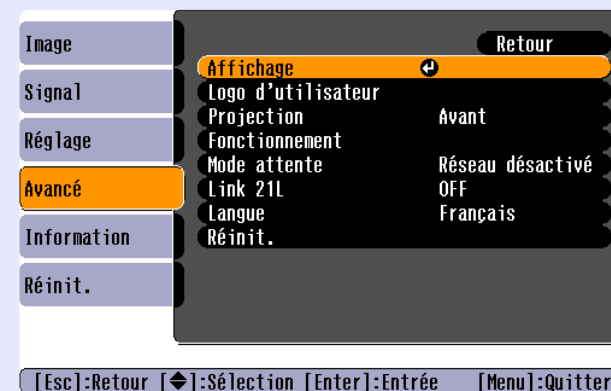 Image
Signal
Réglage
Avancé
Information
Réinit.
Retour
Affichage
Logo d'utilisateur
Projection Avant
Fonctionnement
Mode attente Réseau désactivé
Link 21L OFF
Langue Français
Réinit.
[Esc]:Retour [◆]:Sélection [Enter]:Entrée [Menu]:Quitter